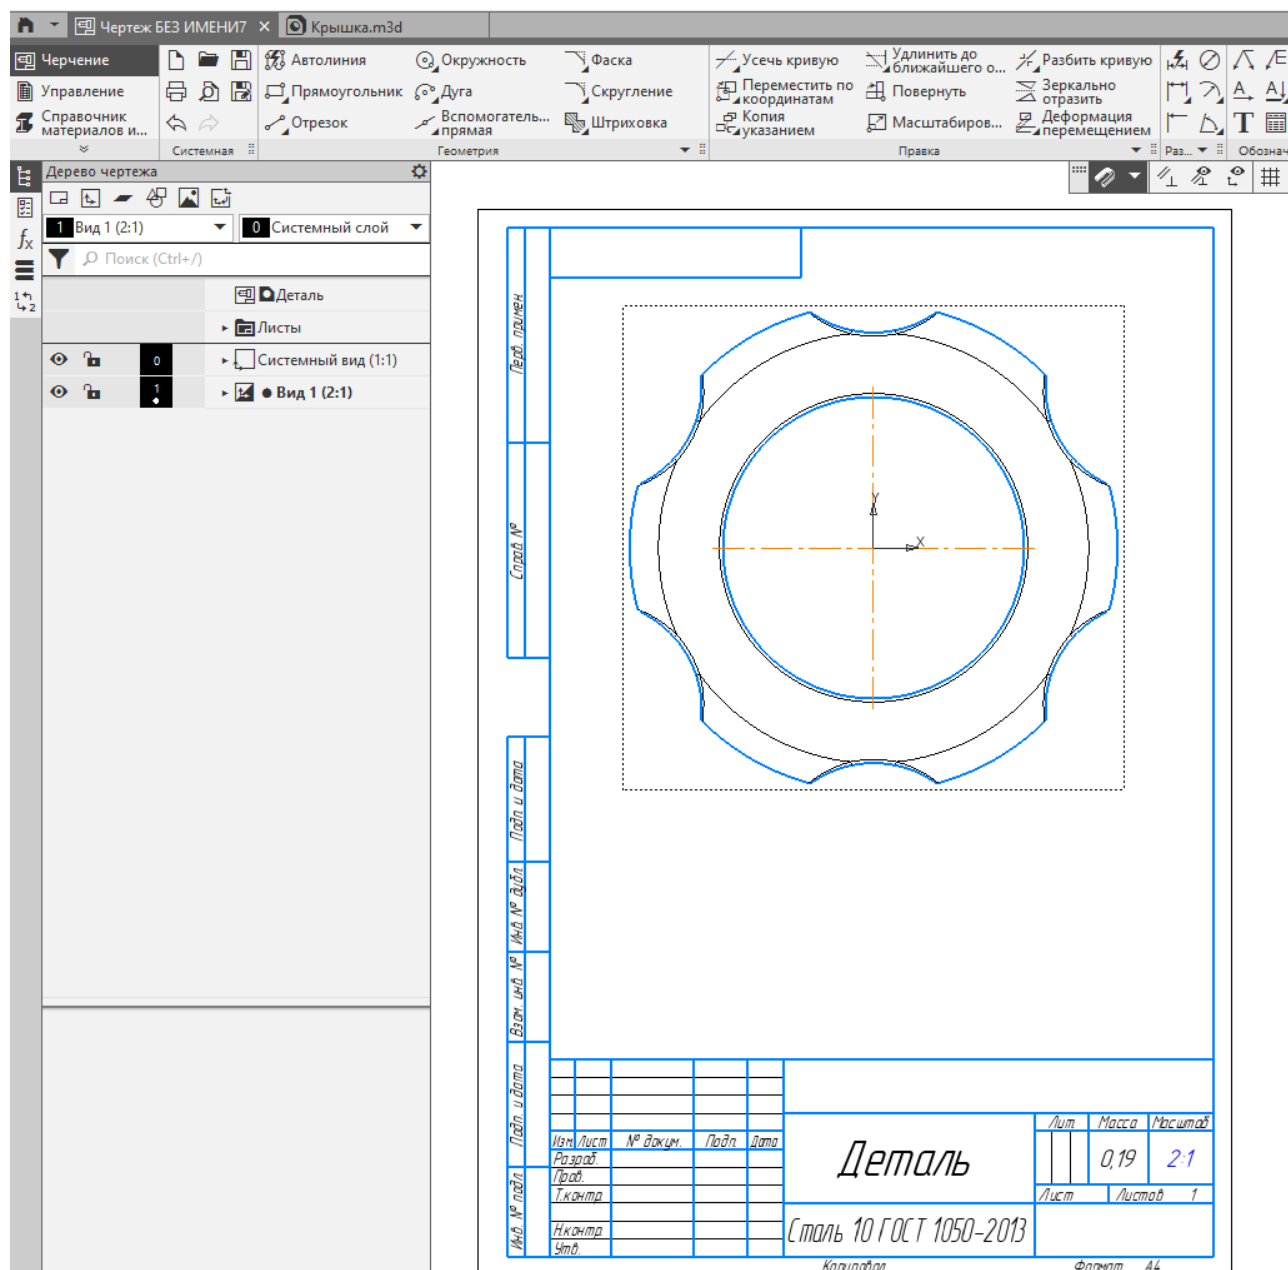 Чертеж БЕЗ ИМЕНИ7
Крышка.m3d
Черчение
Управление
Справочник материалов и...
Системная
Автолиния
Прямоугольник
Отрезок
Окружность
Дуга
Вспомогатель... прямая
Фаска
Скругление
Штриховка
Геометрия
Усечь кривую
Переместить по координатам
Копия указанием
Удлинить до ближайшего о...
Повернуть
Масштабиров...
Разбить кривую
Зеркально отразить
Деформация перемещением
Правка
Раз...
Обознач
Дерево чертежа
1 Вид 1 (2:1)
0 Системный слой
Поиск (Ctrl+/)
Деталь
Листы
0 Системный вид (1:1)
1 Вид 1 (2:1)
Перв. примен.
Справ №
Подп. и дата
Инв № дубл
Взам. инв №
Подп. и дата
Инв. № подл
Y
X
Изм Лист № докум. Подп. Дата
Разраб.
Пров.
Т.контр.
Н.контр.
Утв.
Деталь
Сталь 10 ГОСТ 1050-2013
Лит. Масса Масштаб
0,19 2:1
Лист Листов 1
Копировал
Формат А4